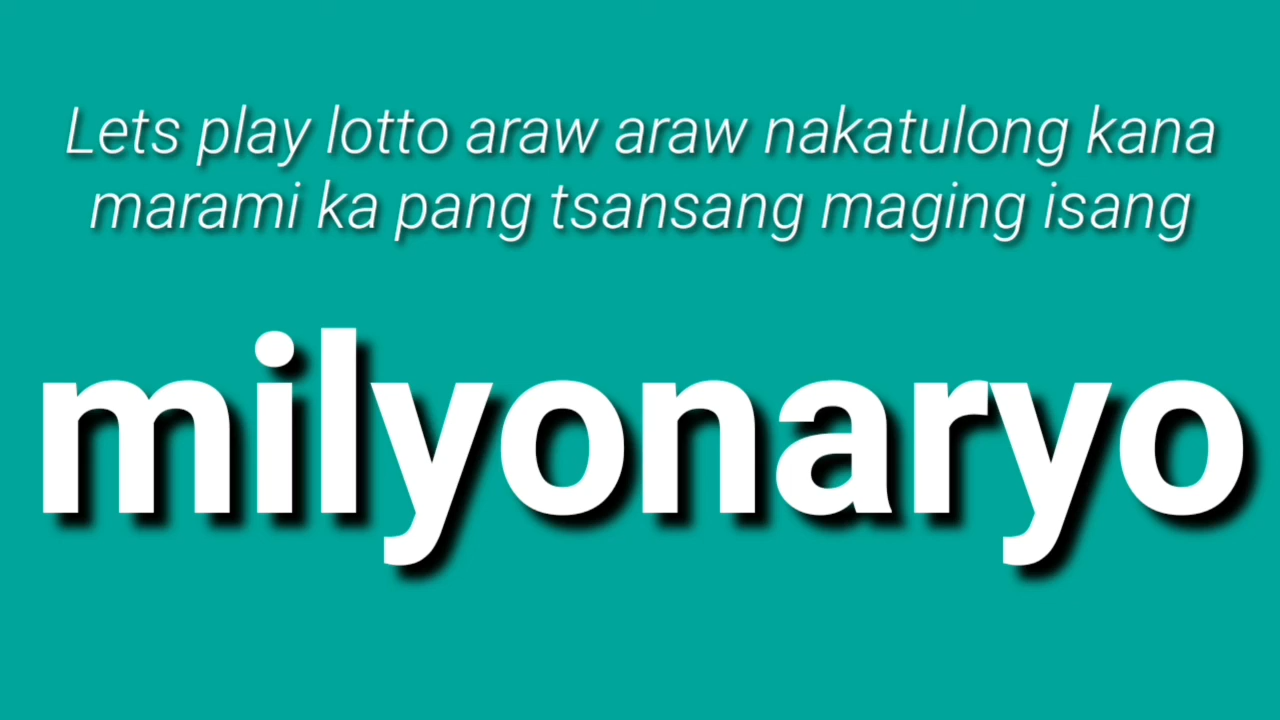 Lets play lotto araw araw nakatulong kana
marami ka pang tsansang maging isang
milyonaryo